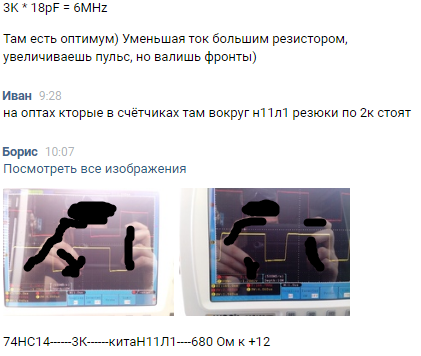 3K * 18pF = 6MHz
Там есть оптимум) Уменьшая ток большим резистором,
увеличиваешь пульс, но валишь фронты)
Иван 9:28
на оптах кторые в счётчиках там вокруг н11л1 резюки по 2к стоят
Борис 10:07
Посмотреть все изображения
74НС14------3К------китаН11Л1----680 Ом к +12